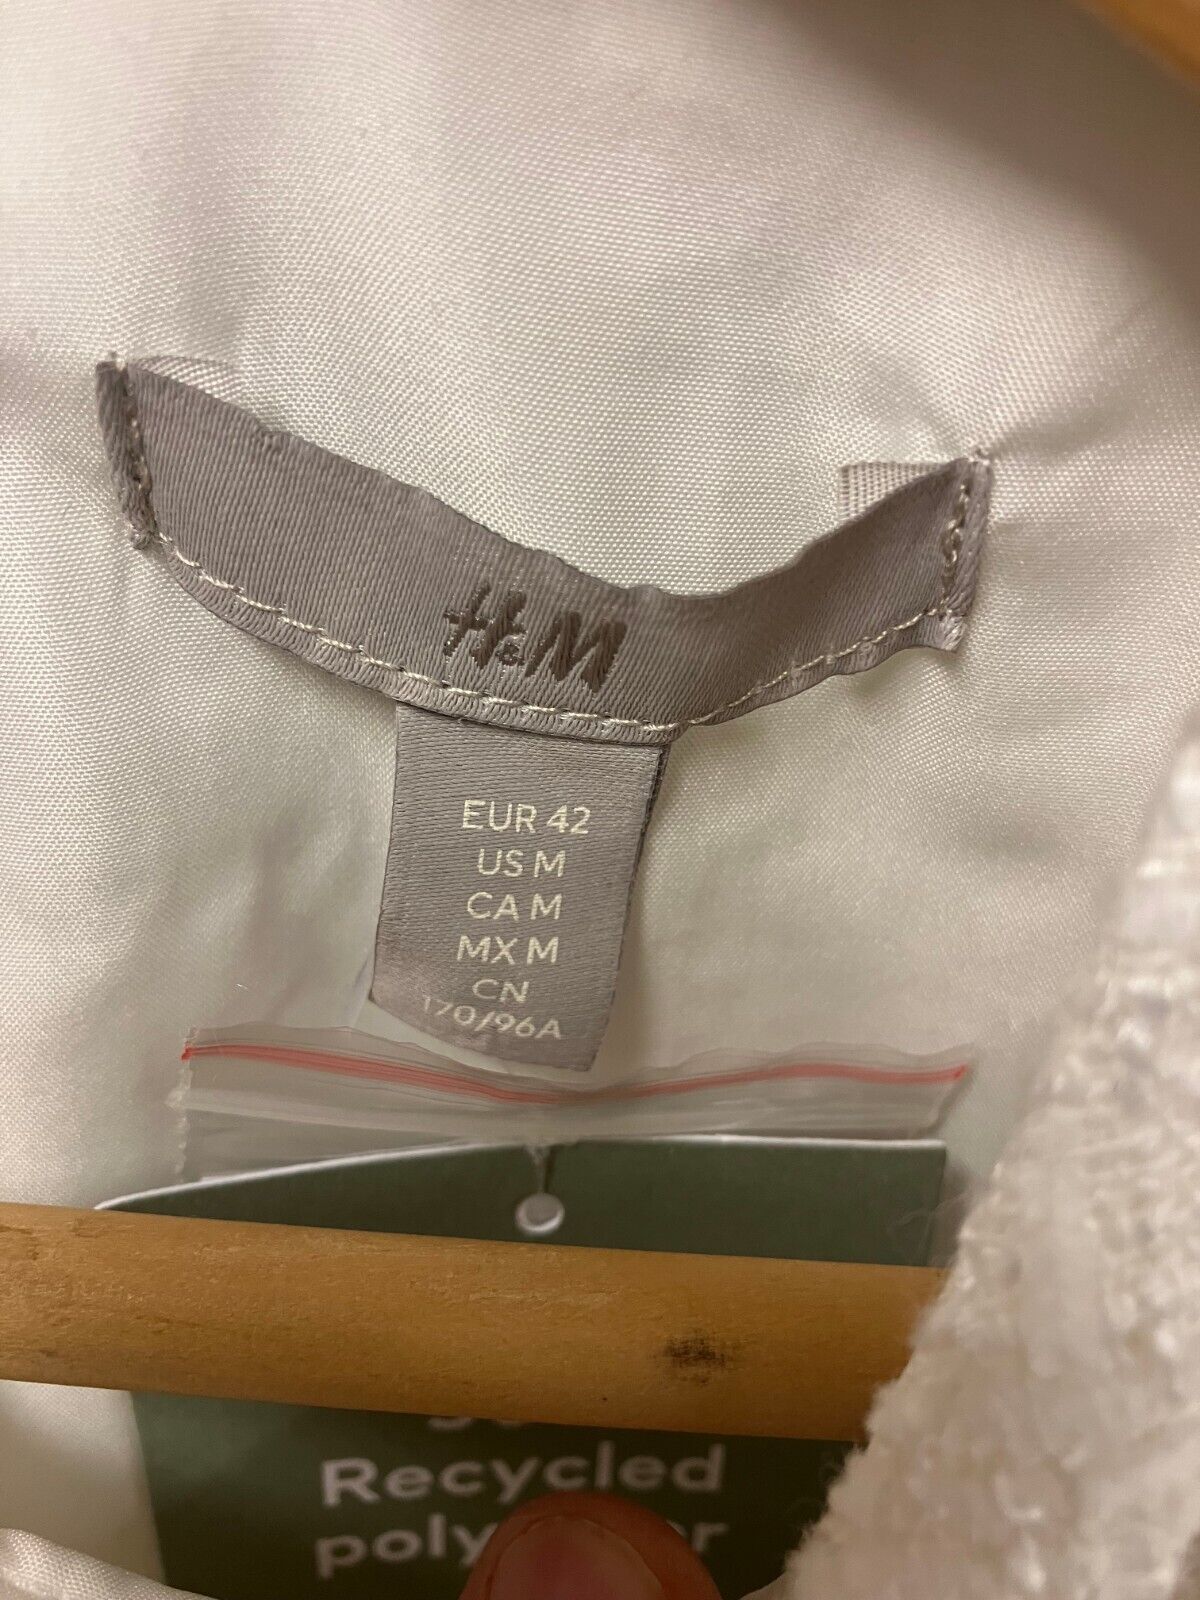 H&M
EUR 42
US M
CA M
MX M
CN
170/96A
Recycled